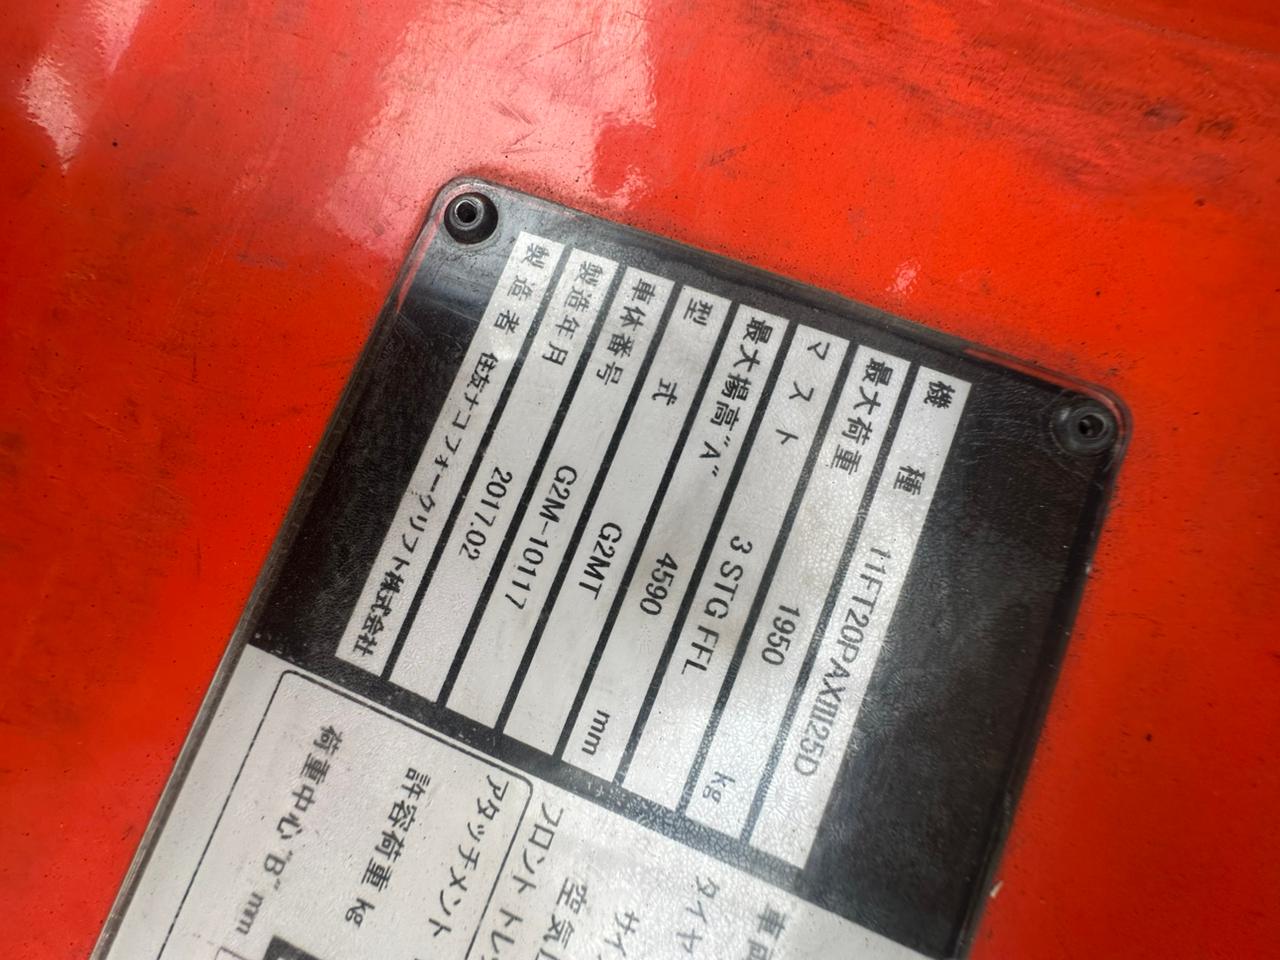 機種 11FT20PAXIII25D
最大荷重 1950 kg
マスト 3 STG FFL
最大揚高"A" 4590 mm
型式 G2MT
車体番号 G2M-10117
製造年月 2017.02
製造者 住友ナコフォークリフト株式会社
タイヤ
サイ
空気
フロント トレ
アタッチメント
許容荷重 kg
荷重中心"B" mm